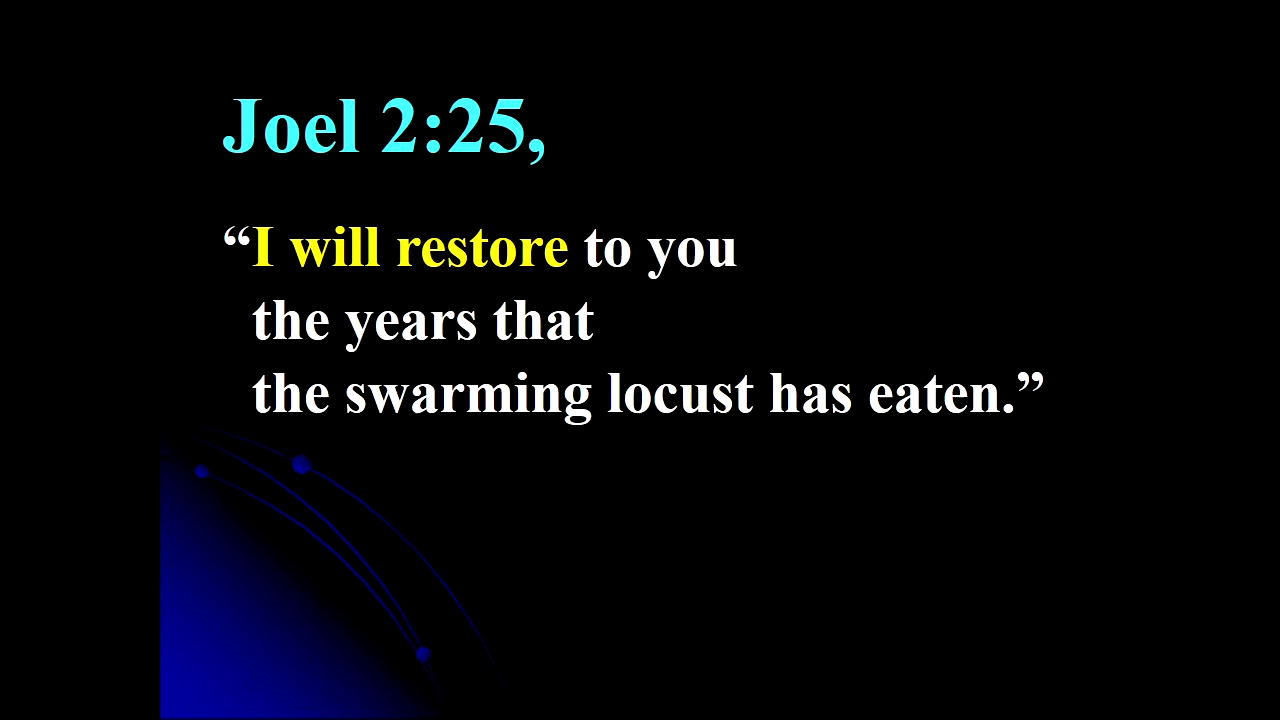 Joel 2:25,
“I will restore to you
the years that
the swarming locust has eaten.”